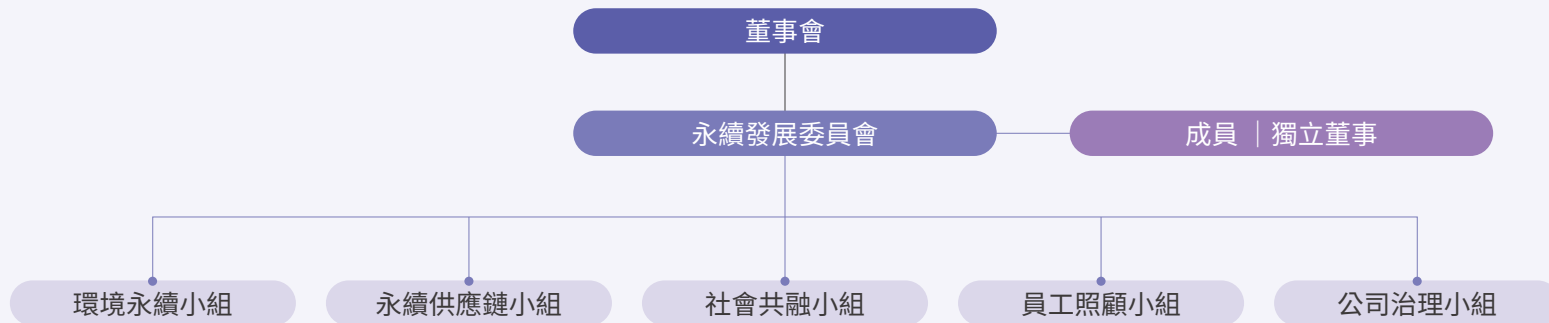 董事會
永續發展委員會
成員｜獨立董事
環境永續小組
永續供應鏈小組
社會共融小組
員工照顧小組
公司治理小組